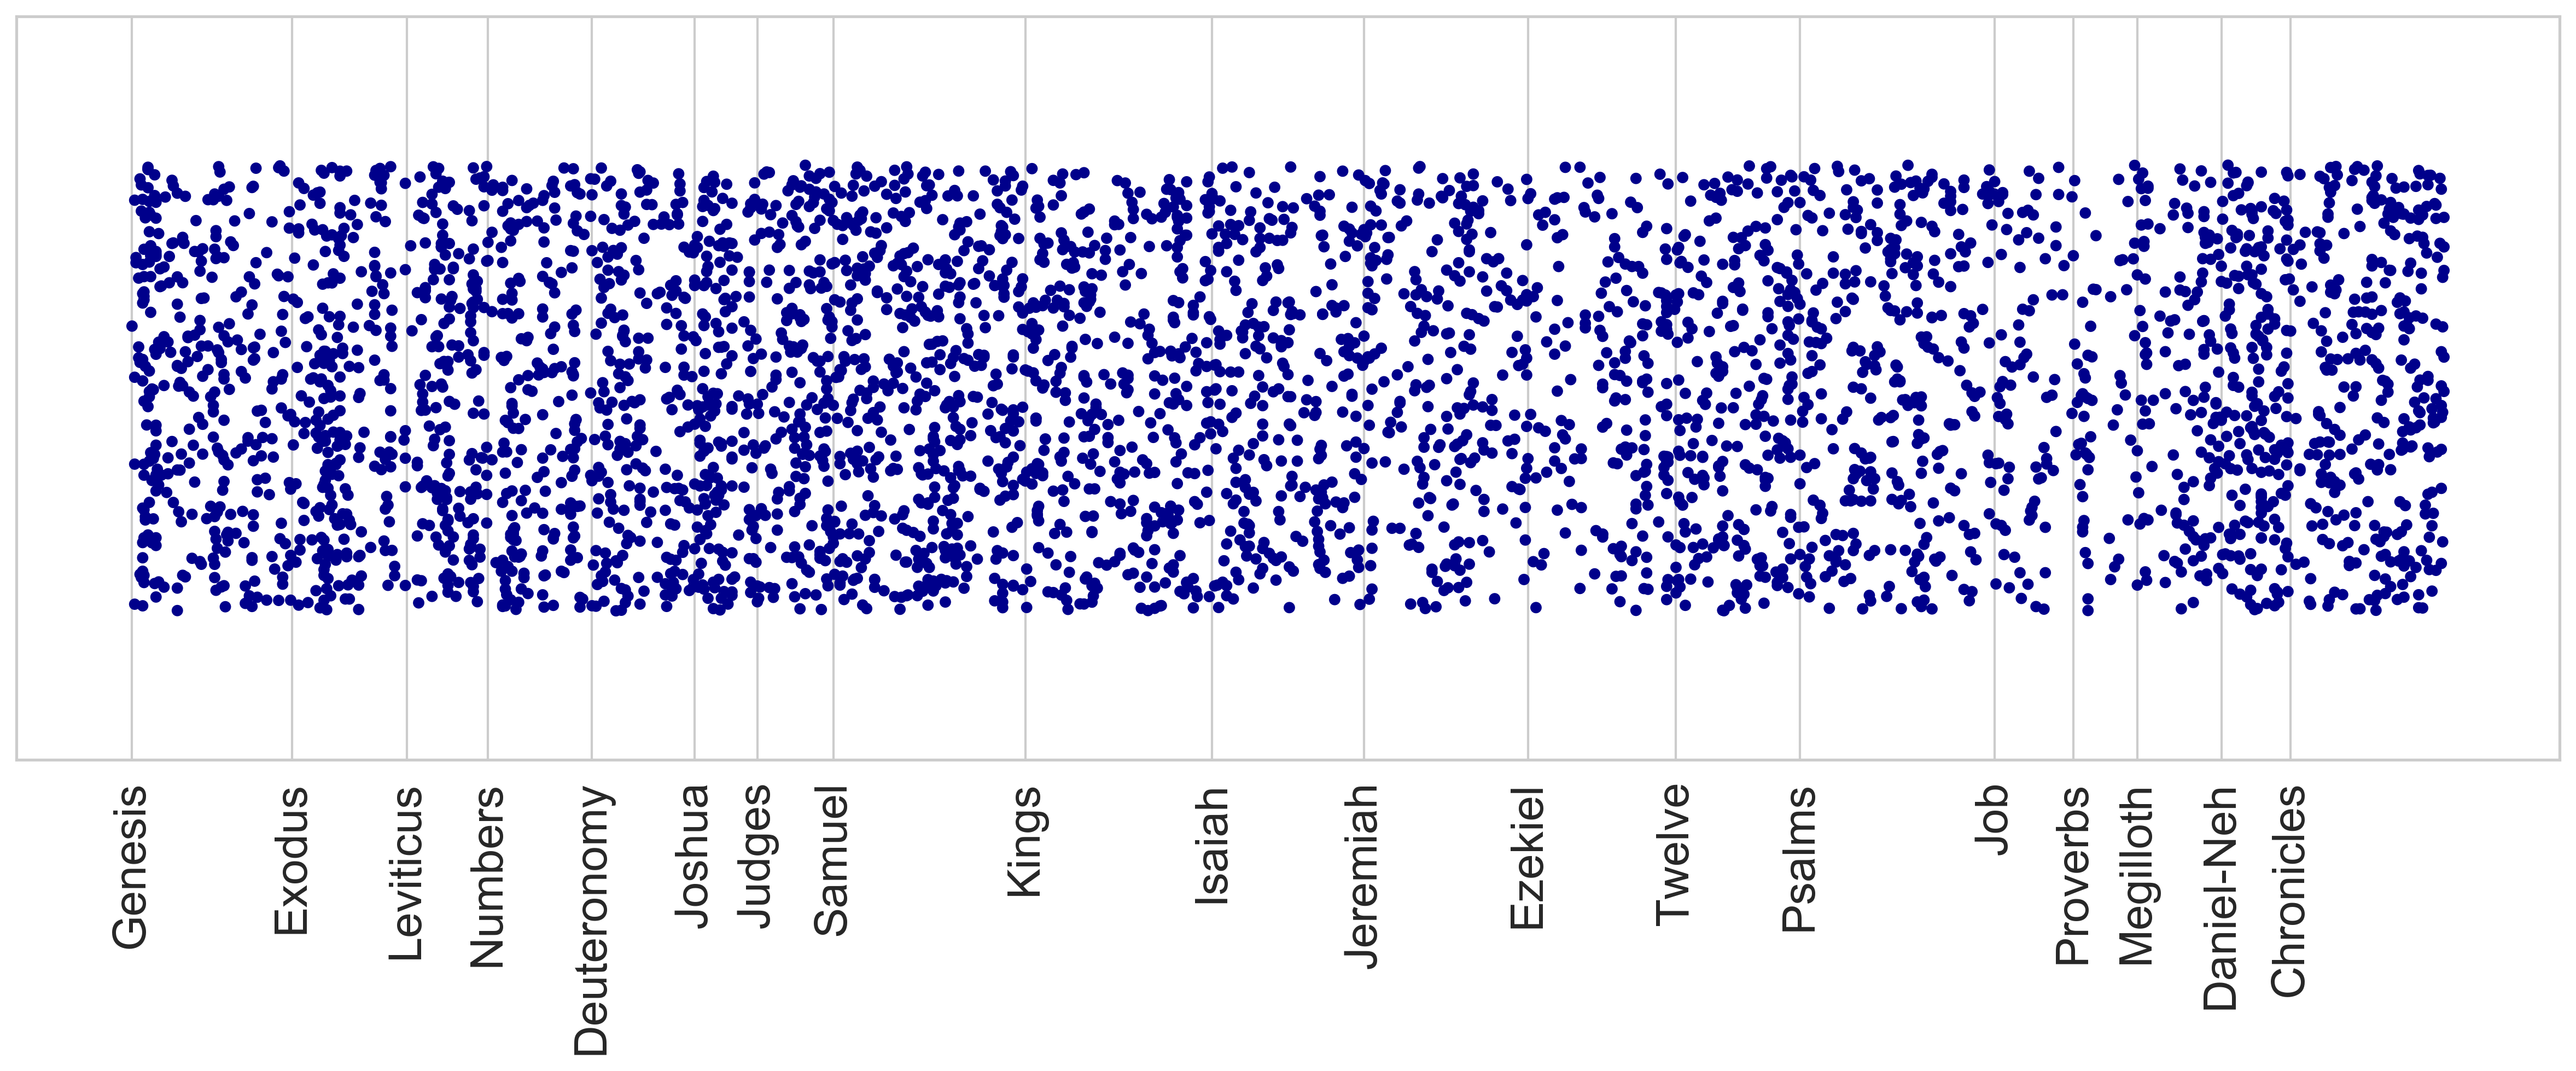 Genesis
Exodus
Leviticus
Numbers
Deuteronomy
Joshua
Judges
Samuel
Kings
Isaiah
Jeremiah
Ezekiel
Twelve
Psalms
Job
Proverbs
Megilloth
Daniel-Neh
Chronicles